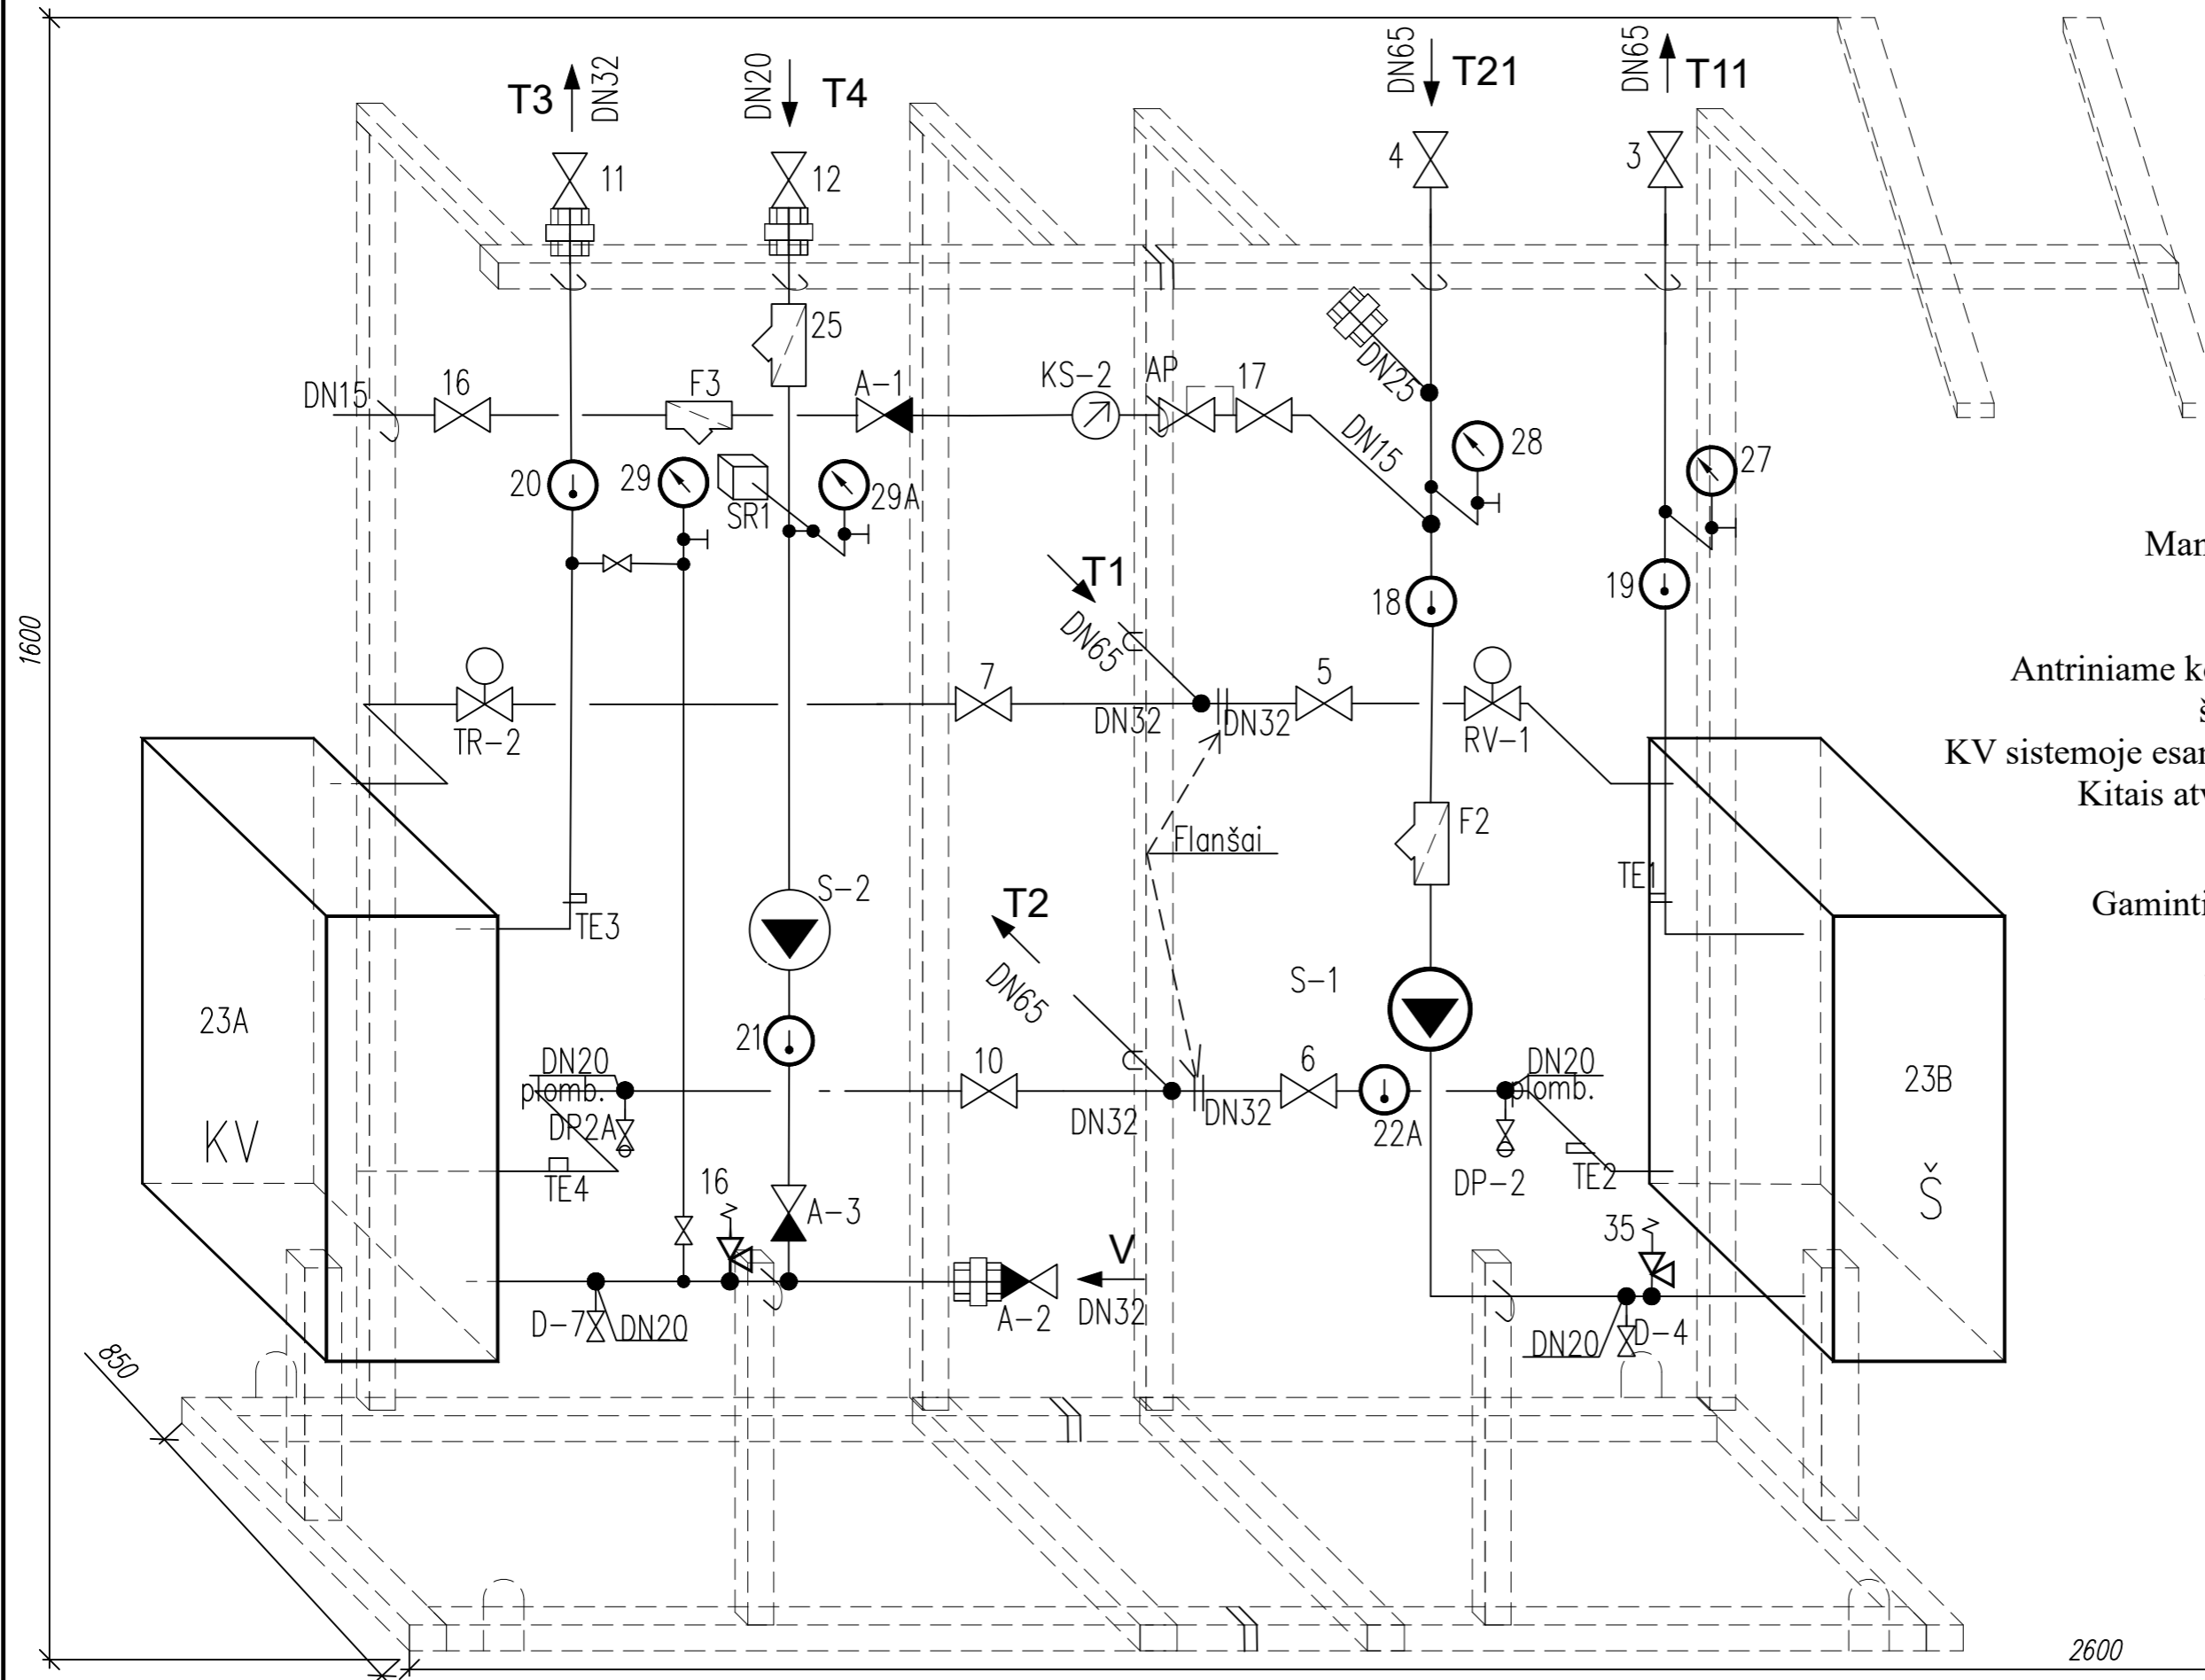 DN32
DN20
DN65
DN65
T3
T4
T21
T11
11
12
4
3
25
DN25
DN15
16
F3
A-1
KS-2
AP
17
DN15
28
27
20
29
SR1
29A
T1
DN65
18
19
1600
TR-2
7
DN32
DN32
5
RV-1
Antriniame
KV sistemoje
Kitais
Flanšai
F2
TE1
S-2
TE3
T2
DN65
S-1
23A
KV
21
DN20
plomb.
DP2A
TE4
10
DN32
DN32
6
22A
DN20
plomb.
DP-2
TE2
23B
Š
16
A-3
V
DN32
A-2
D-7
DN20
35
DN20
D-4
850
2600